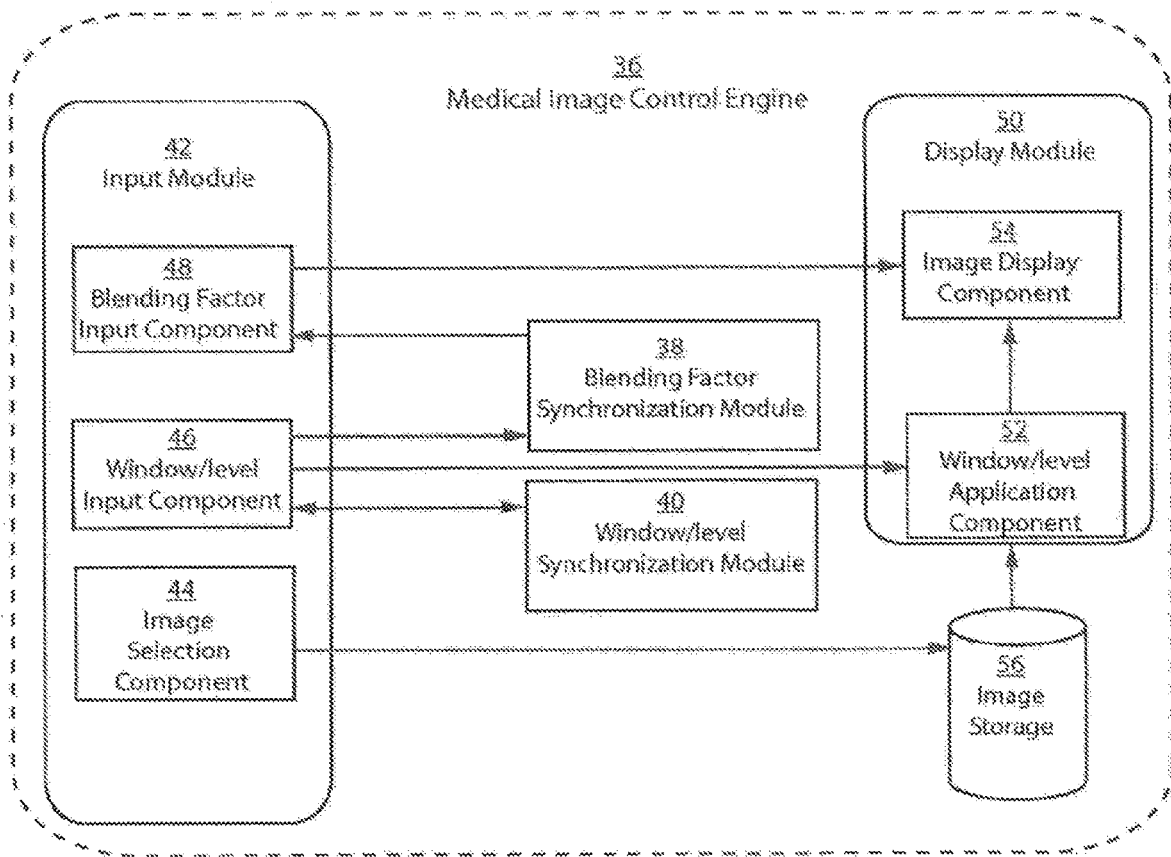 36
Medical Image Control Engine
42
Input Module
48
Blending Factor
Input Component
46
Window/level
Input Component
44
Image
Selection
Component
38
Blending Factor
Synchronization Module
40
Window/level
Synchronization Module
50
Display Module
54
Image Display
Component
52
Window/level
Application
Component
56
Image
Storage